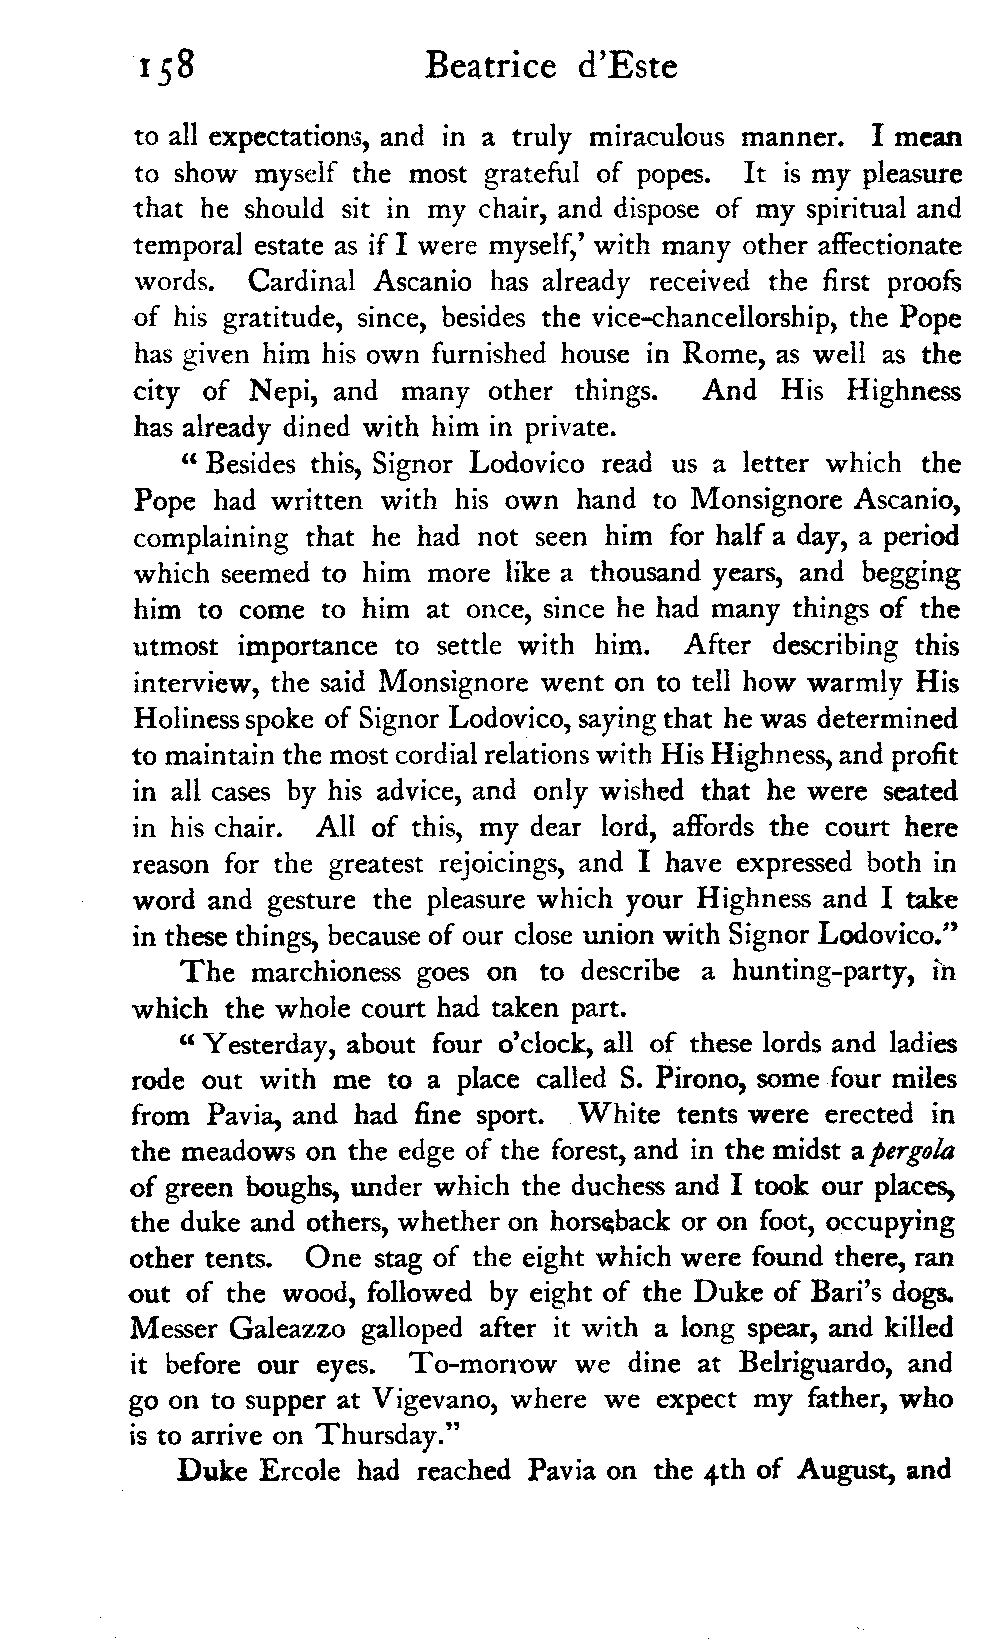 158 Beatrice d'Este
to all expectations, and in a truly miraculous manner. I mean
to show myself the most grateful of popes. It is my pleasure
that he should sit in my chair, and dispose of my spiritual and
temporal estate as if I were myself,' with many other affectionate
words. Cardinal Ascanio has already received the first proofs
of his gratitude, since, besides the vice-chancellorship, the Pope
has given him his own furnished house in Rome, as well as the
city of Nepi, and many other things. And His Highness
has already dined with him in private.
“Besides this, Signor Lodovico read us a letter which the
Pope had written with his own hand to Monsignore Ascanio,
complaining that he had not seen him for half a day, a period
which seemed to him more like a thousand years, and begging
him to come to him at once, since he had many things of the
utmost importance to settle with him. After describing this
interview, the said Monsignore went on to tell how warmly His
Holiness spoke of Signor Lodovico, saying that he was determined
to maintain the most cordial relations with His Highness, and profit
in all cases by his advice, and only wished that he were seated
in his chair. All of this, my dear lord, affords the court here
reason for the greatest rejoicings, and I have expressed both in
word and gesture the pleasure which your Highness and I take
in these things, because of our close union with Signor Lodovico.”
The marchioness goes on to describe a hunting-party, in
which the whole court had taken part.
“Yesterday, about four o'clock, all of these lords and ladies
rode out with me to a place called S. Pirono, some four miles
from Pavia, and had fine sport. White tents were erected in
the meadows on the edge of the forest, and in the midst a pergola
of green boughs, under which the duchess and I took our places,
the duke and others, whether on horseback or on foot, occupying
other tents. One stag of the eight which were found there, ran
out of the wood, followed by eight of the Duke of Bari's dogs.
Messer Galeazzo galloped after it with a long spear, and killed
it before our eyes. To-morrow we dine at Belriguardo, and
go on to supper at Vigevano, where we expect my father, who
is to arrive on Thursday.”
Duke Ercole had reached Pavia on the 4th of August, and